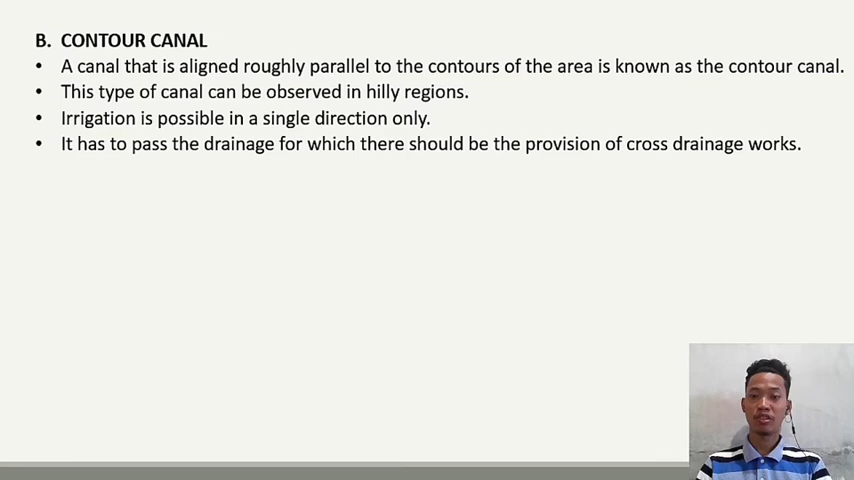 B. CONTOUR CANAL
• A canal that is aligned roughly parallel to the contours of the area is known as the contour canal.
• This type of canal can be observed in hilly regions.
• Irrigation is possible in a single direction only.
• It has to pass the drainage for which there should be the provision of cross drainage works.